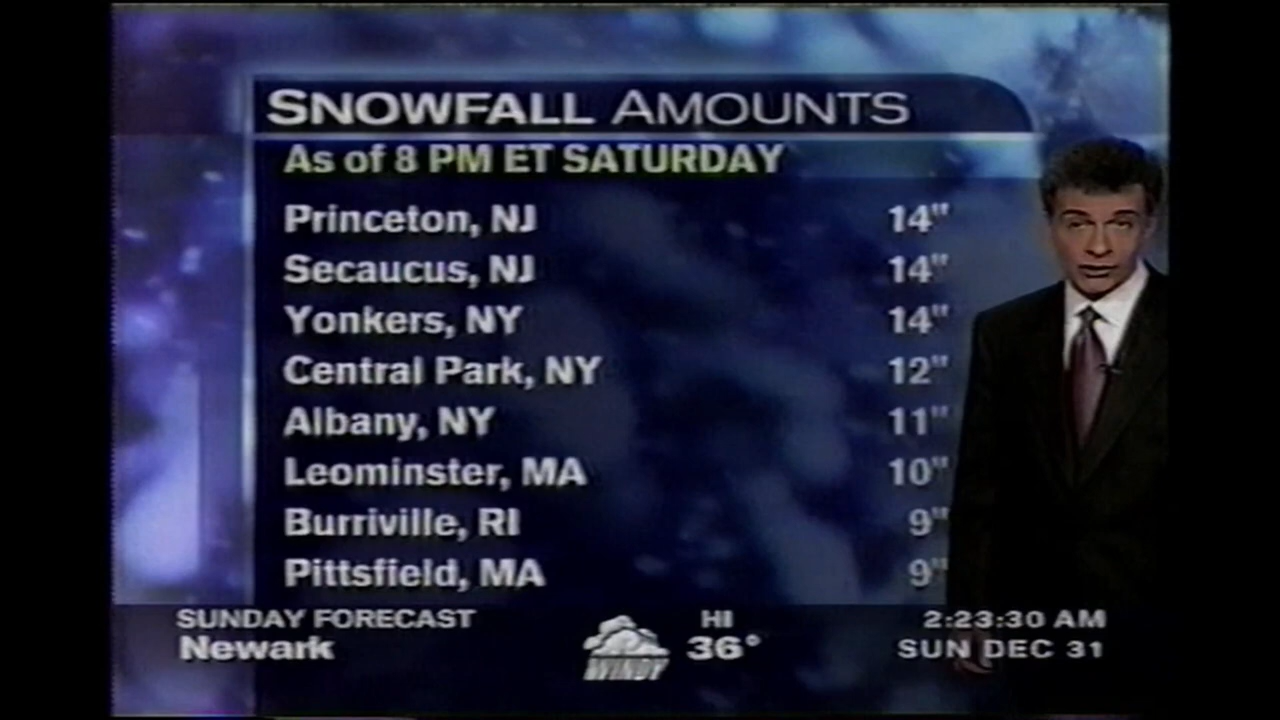 SNOWFALL AMOUNTS
As of 8 PM ET SATURDAY
Princeton, NJ 14"
Secaucus, NJ 14"
Yonkers, NY 14"
Central Park, NY 12"
Albany, NY 11"
Leominster, MA 10"
Burriville, RI 9"
Pittsfield, MA 9"
SUNDAY FORECAST HI 2:23:30 AM
Newark WINDY 36° SUN DEC 31